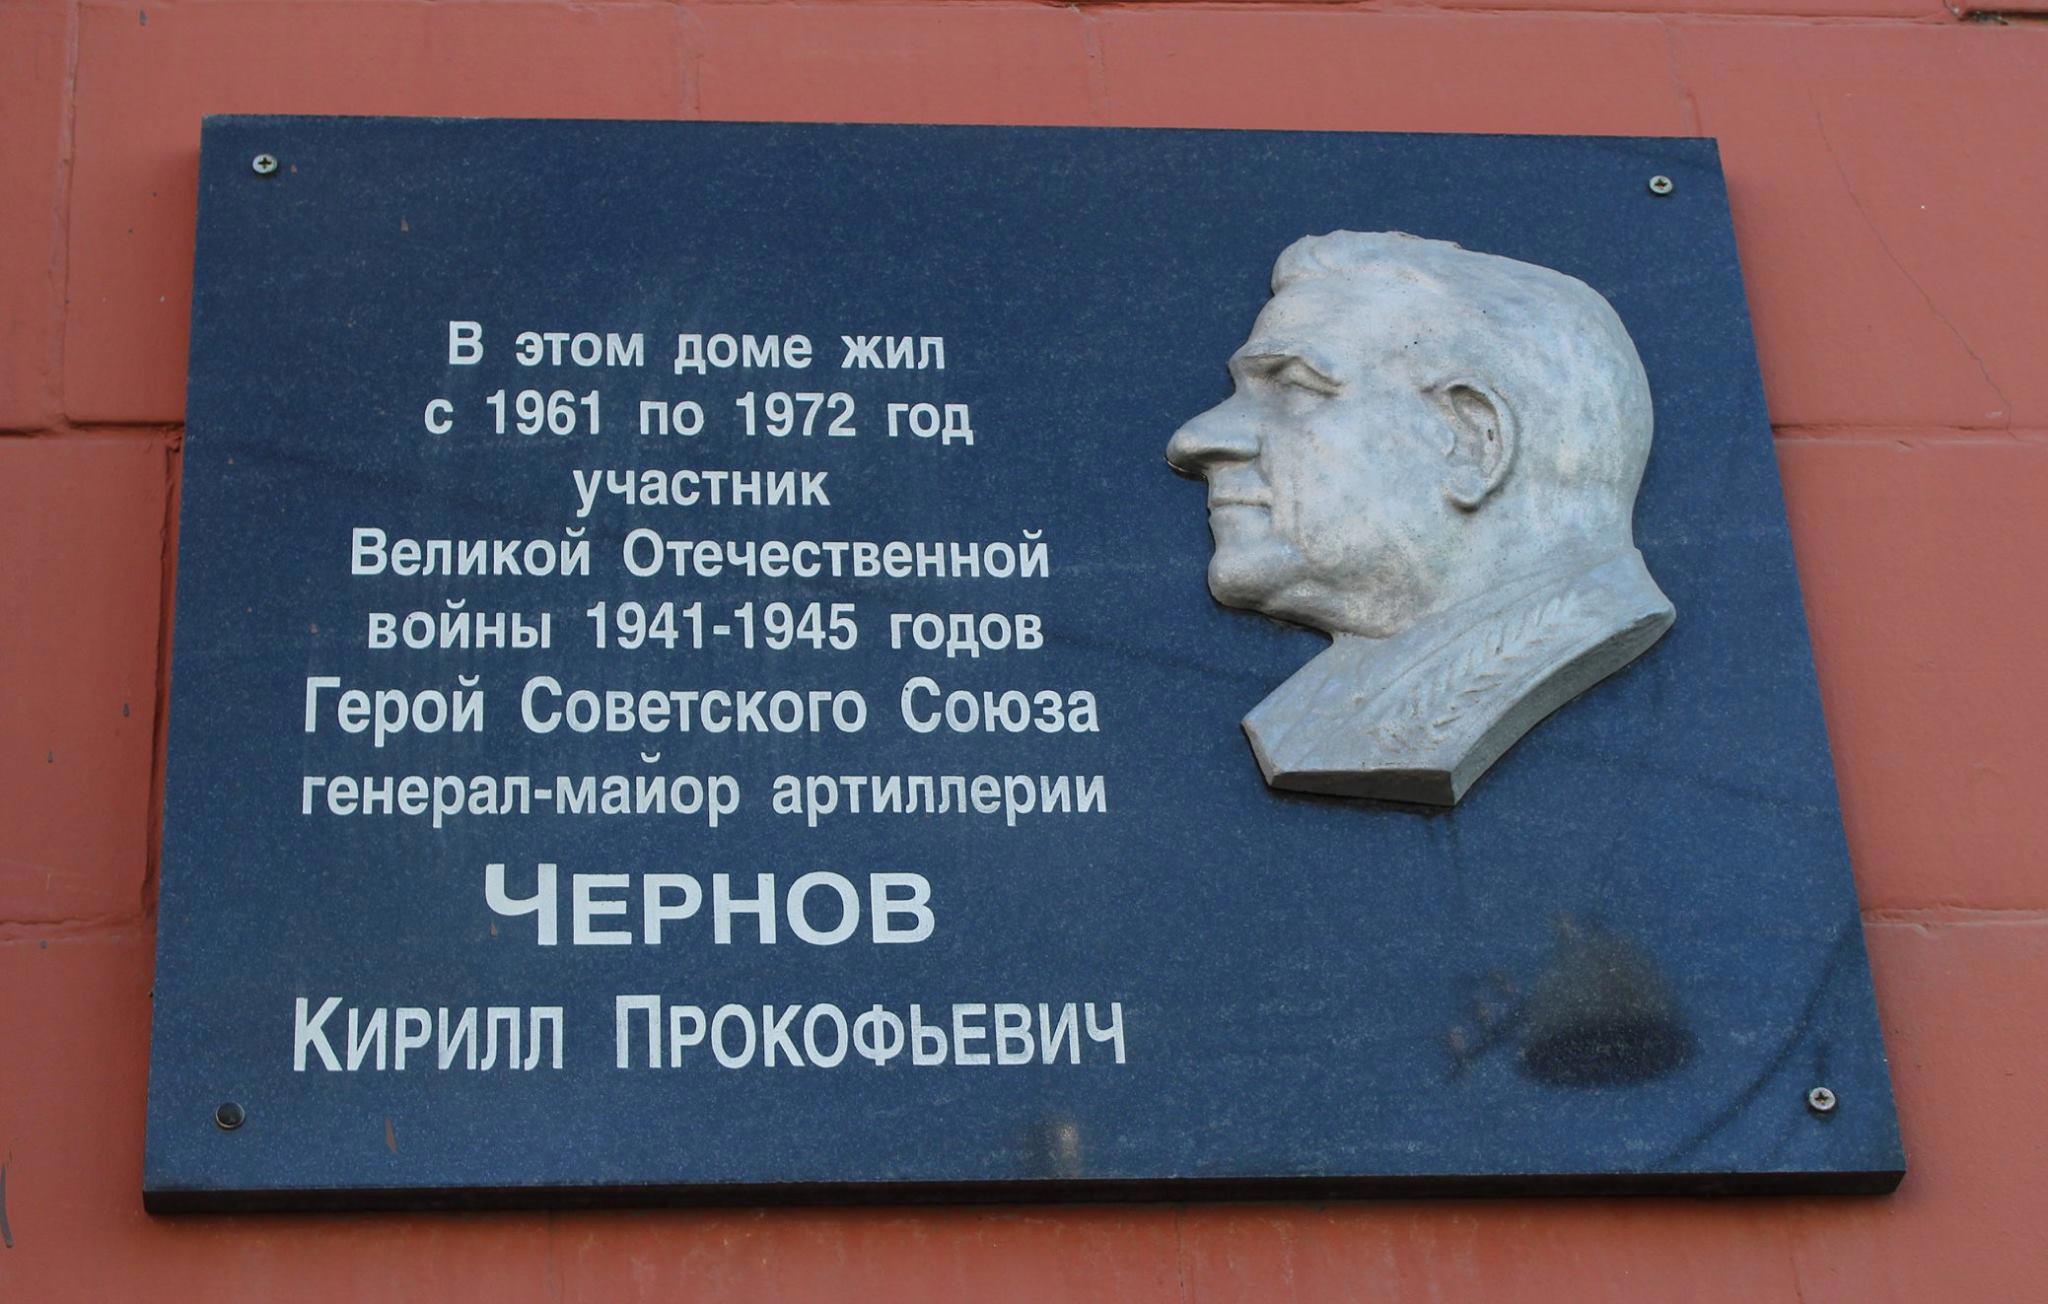 В этом доме жил
с 1961 по 1972 год
участник
Великой Отечественной
войны 1941-1945 годов
Герой Советского Союза
генерал-майор артиллерии
ЧЕРНОВ
КИРИЛЛ ПРОКОФЬЕВИЧ